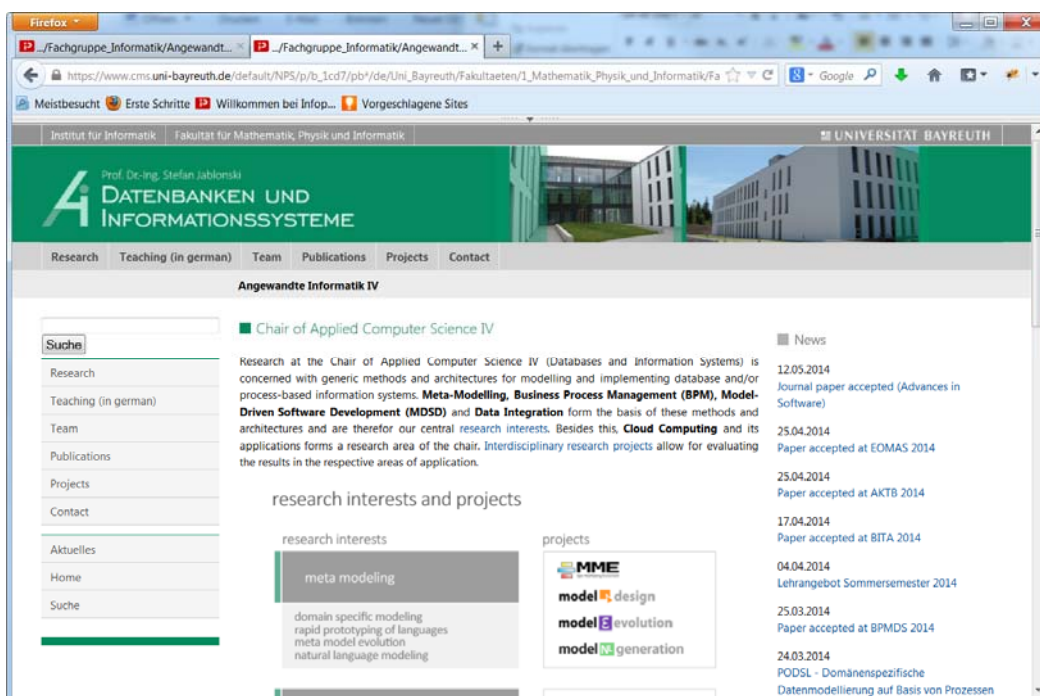 Firefox
../Fachgruppe_Informatik/Angewandt...
../Fachgruppe_Informatik/Angewandt...
https://www.cms.uni-bayreuth.de/default/NPS/p/b_1cd7/pb*/de/Uni_Bayreuth/Fakultaeten/1_Mathematik_Physik_und_Informatik/Fa
Google
Meistbesucht Erste Schritte Willkommen bei Infop... Vorgeschlagene Sites
Institut für Informatik Fakultät für Mathematik, Physik und Informatik
UNIVERSITÄT BAYREUTH
Prof. Dr.-Ing. Stefan Jablonski
DATENBANKEN UND
INFORMATIONSSYSTEME
Research Teaching (in german) Team Publications Projects Contact
Angewandte Informatik IV
Suche
Research
Teaching (in german)
Team
Publications
Projects
Contact
Aktuelles
Home
Suche
Chair of Applied Computer Science IV
Research at the Chair of Applied Computer Science IV (Databases and Information Systems) is
concerned with generic methods and architectures for modelling and implementing database and/or
process-based information systems. Meta-Modelling, Business Process Management (BPM), Model-
Driven Software Development (MDSD) and Data Integration form the basis of these methods and
architectures and are therefor our central research interests. Besides this, Cloud Computing and its
applications forms a research area of the chair. Interdisciplinary research projects allow for evaluating
the results in the respective areas of application.
research interests and projects
research interests
meta modeling
domain specific modeling
rapid prototyping of languages
meta model evolution
natural language modeling
projects
MME
model design
model E evolution
model N generation
News
12.05.2014
Journal paper accepted (Advances in
Software)
25.04.2014
Paper accepted at EOMAS 2014
25.04.2014
Paper accepted at AKTB 2014
17.04.2014
Paper accepted at BITA 2014
04.04.2014
Lehrangebot Sommersemester 2014
25.03.2014
Paper accepted at BPMDS 2014
24.03.2014
PODSL - Domänenspezifische
Datenmodellierung auf Basis von Prozessen